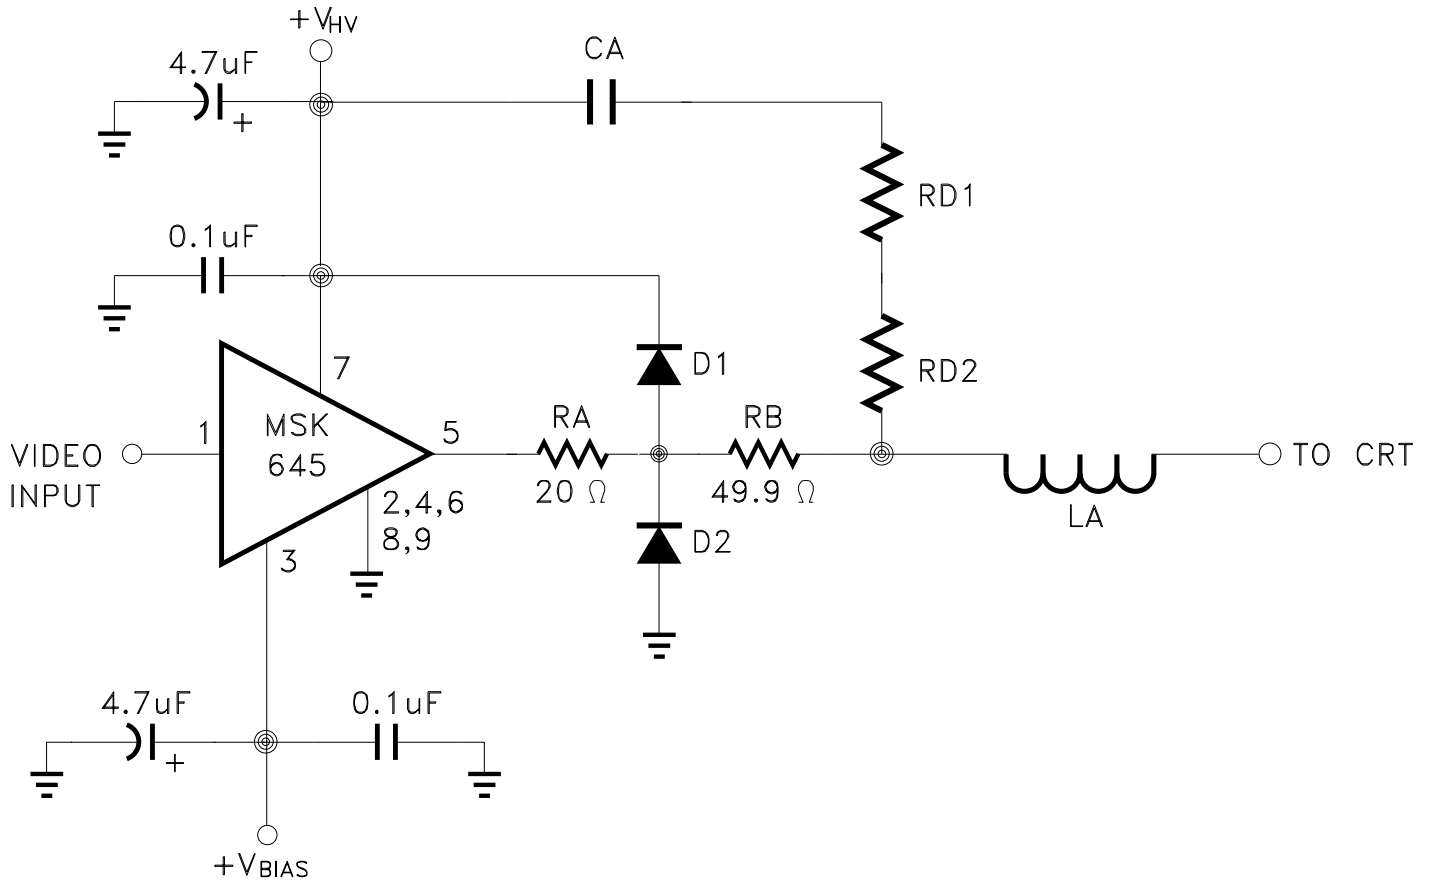 +VHV
4.7uF
+
CA
RD1
0.1uF
7
D1
RD2
1
MSK
645
5
RA
RB
VIDEO
INPUT
20 Ω
49.9 Ω
TO CRT
2,4,6
8,9
LA
3
D2
4.7uF
+
0.1uF
+VBIAS